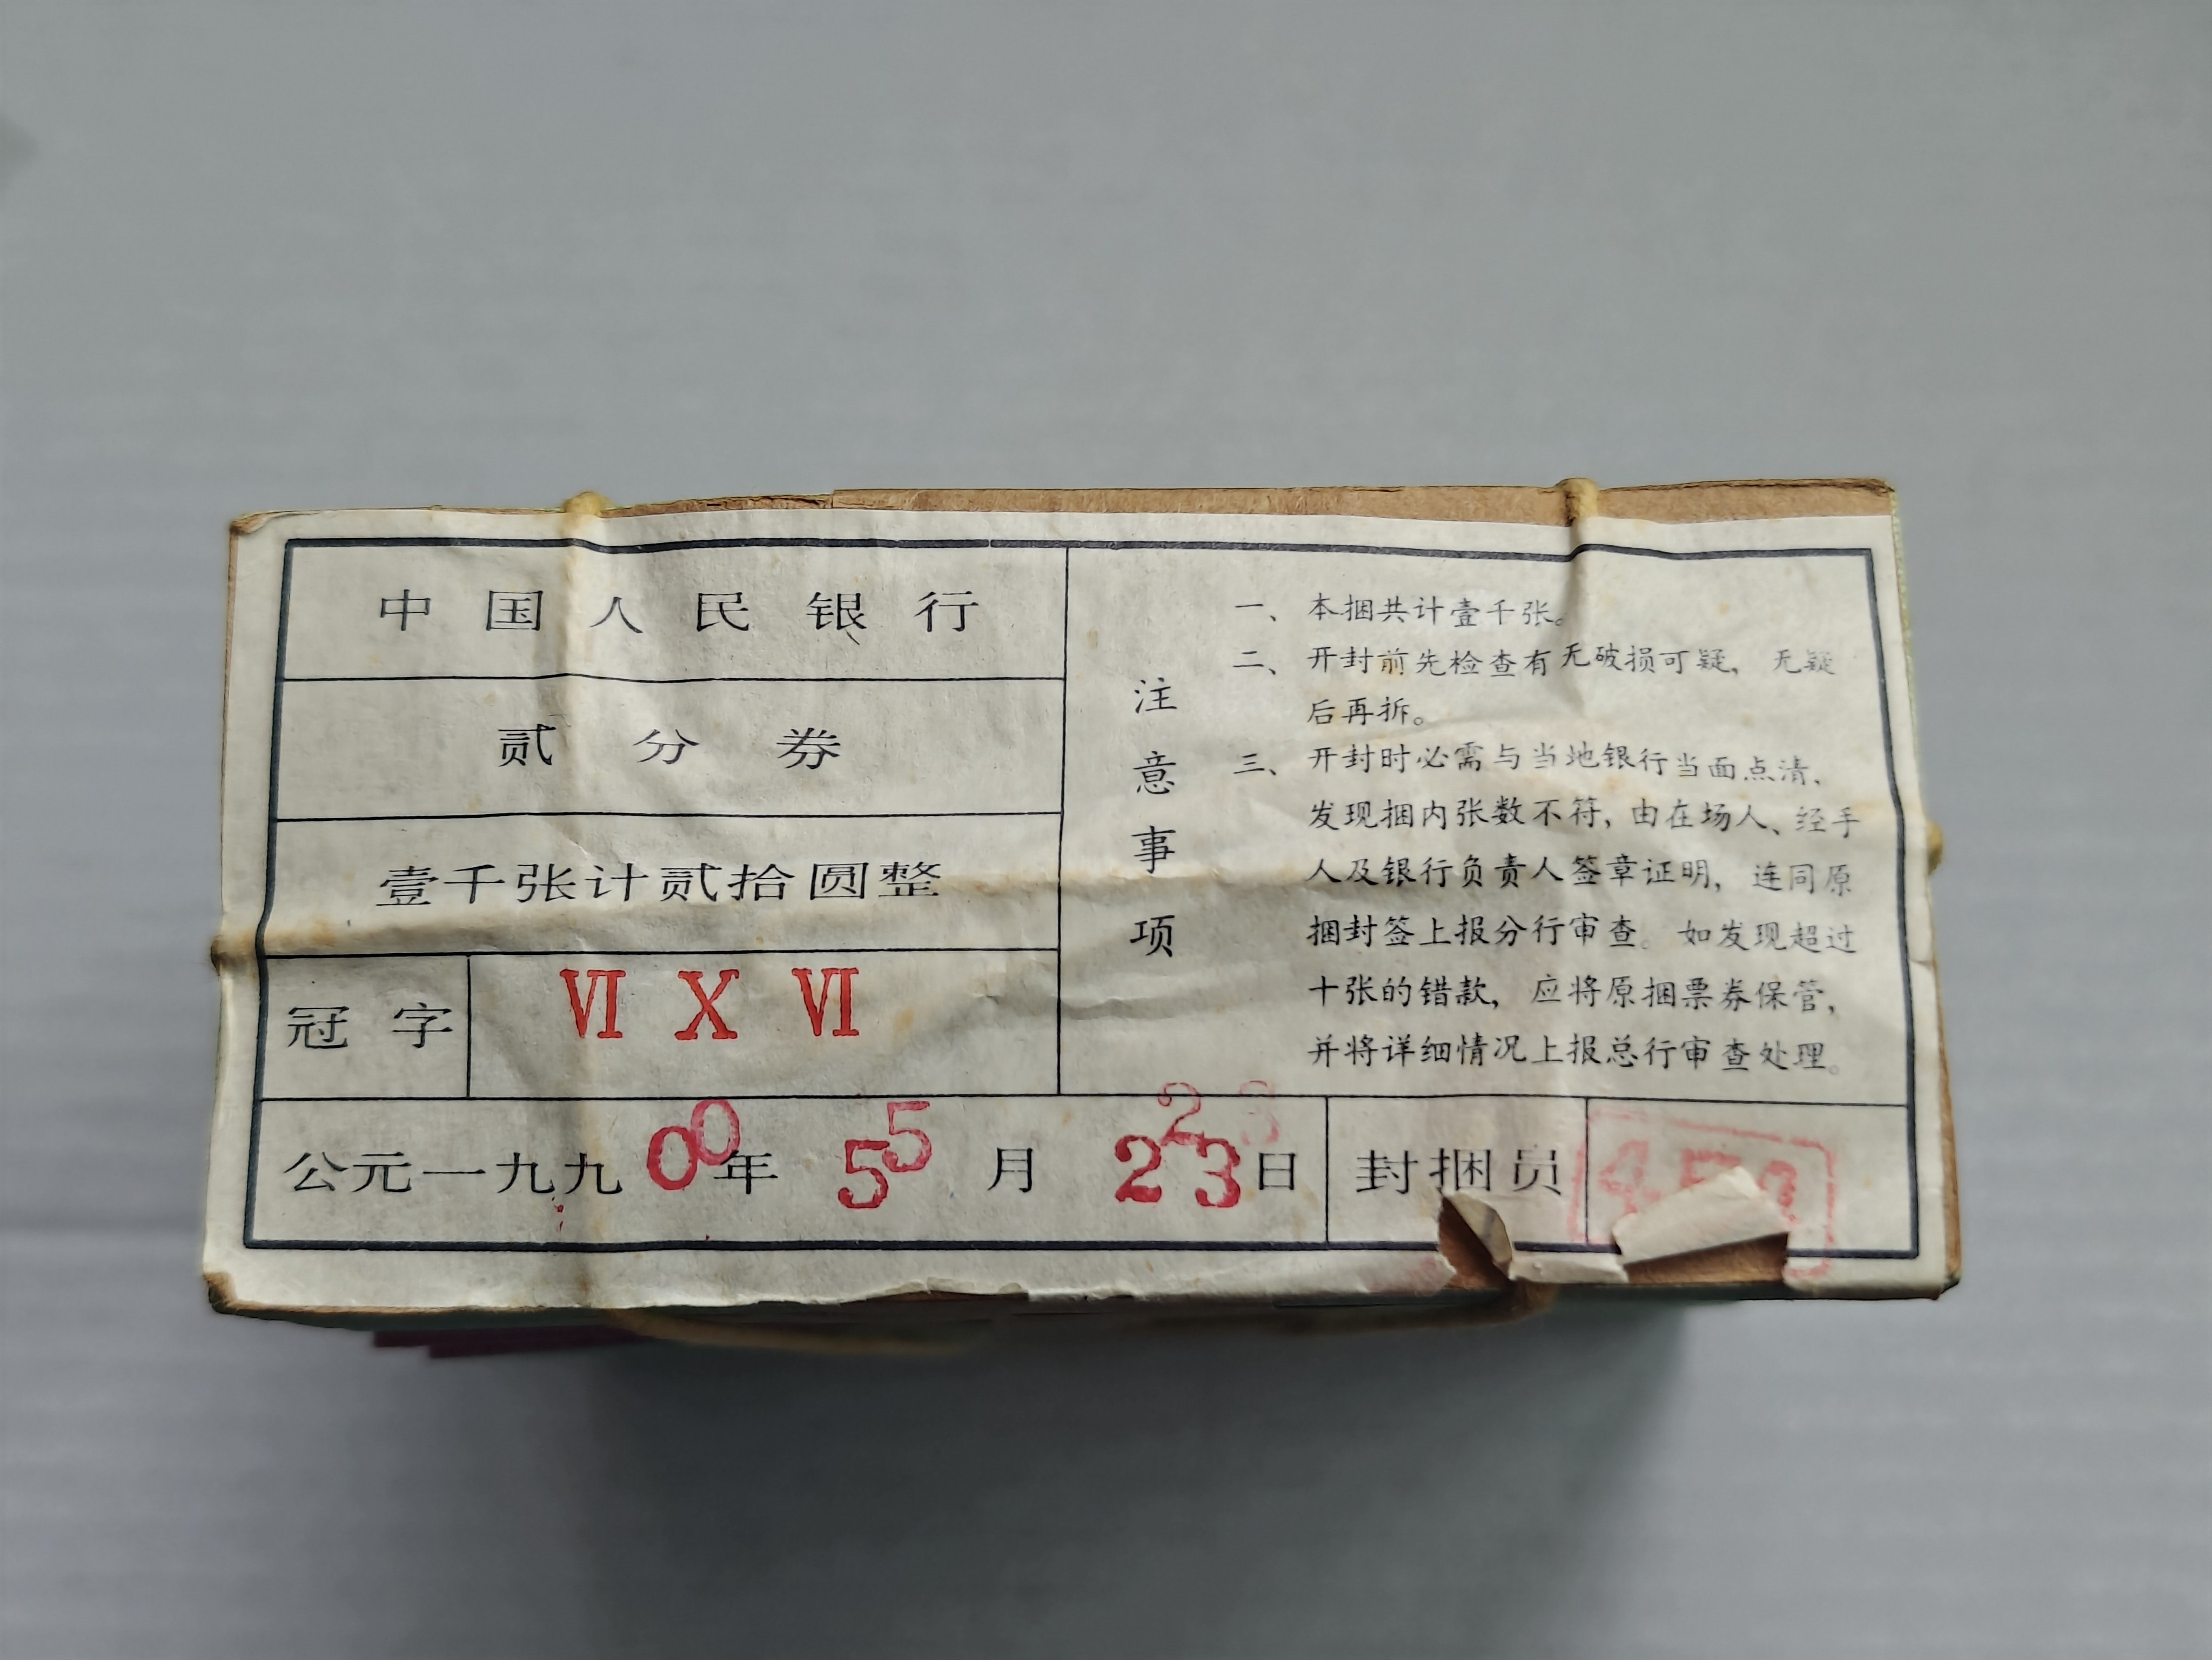 中国人民银行
贰分券
壹千张计贰拾圆整
冠字 VI X VI
注意事项
一、本捆共计壹千张。
二、开封前先检查有无破损可疑，无疑
后再拆。
三、开封时必需与当地银行当面点清、
发现捆内张数不符，由在场人、经手
人及银行负责人签章证明，连同原
捆封签上报分行审查。如发现超过
十张的错款，应将原捆票券保管，
并将详细情况上报总行审查处理。
公元一九九0年 5月 23日 封捆员